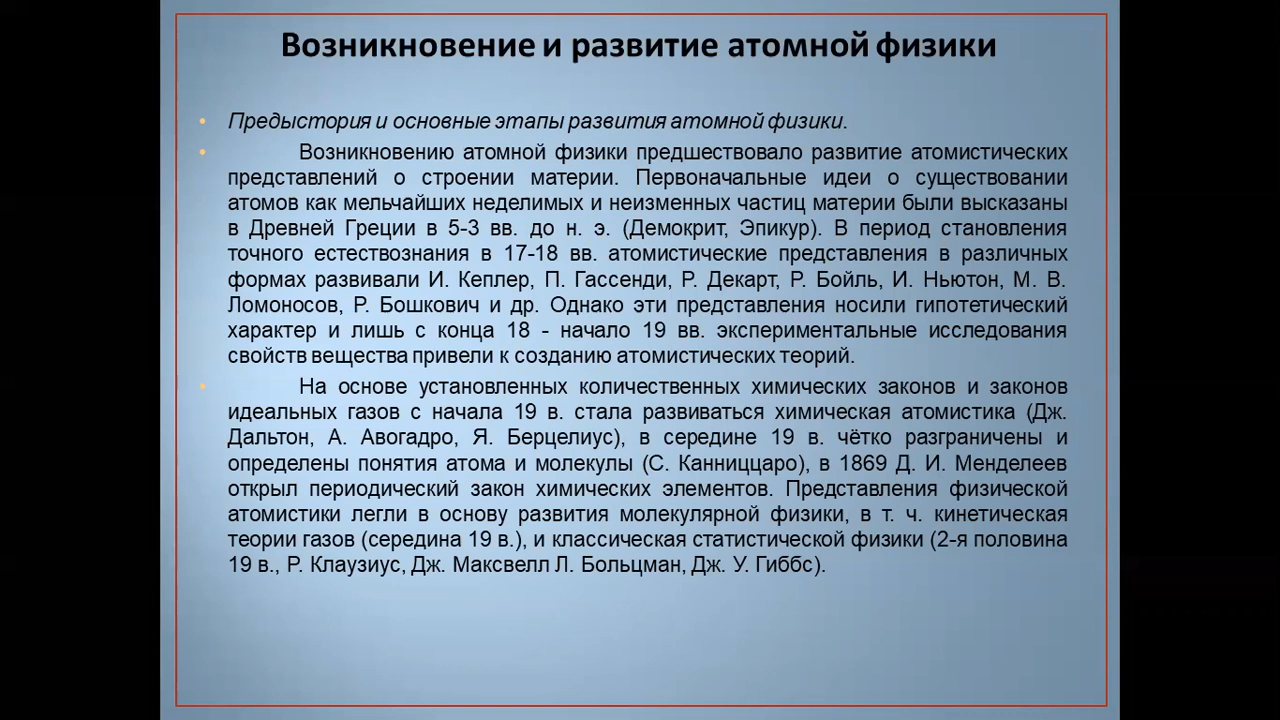 Возникновение и развитие атомной физики
• Предыстория и основные этапы развития атомной физики.
• Возникновению атомной физики предшествовало развитие атомистических
представлений о строении материи. Первоначальные идеи о существовании
атомов как мельчайших неделимых и неизменных частиц материи были высказаны
в Древней Греции в 5-3 вв. до н. э. (Демокрит, Эпикур). В период становления
точного естествознания в 17-18 вв. атомистические представления в различных
формах развивали И. Кеплер, П. Гассенди, Р. Декарт, Р. Бойль, И. Ньютон, М. В.
Ломоносов, Р. Бошкович и др. Однако эти представления носили гипотетический
характер и лишь с конца 18 - начало 19 вв. экспериментальные исследования
свойств вещества привели к созданию атомистических теорий.
• На основе установленных количественных химических законов и законов
идеальных газов с начала 19 в. стала развиваться химическая атомистика (Дж.
Дальтон, А. Авогадро, Я. Берцелиус), в середине 19 в. чётко разграничены и
определены понятия атома и молекулы (С. Канниццаро), в 1869 Д. И. Менделеев
открыл периодический закон химических элементов. Представления физической
атомистики легли в основу развития молекулярной физики, в т. ч. кинетическая
теории газов (середина 19 в.), и классическая статистической физики (2-я половина
19 в., Р. Клаузиус, Дж. Максвелл Л. Больцман, Дж. У. Гиббс).